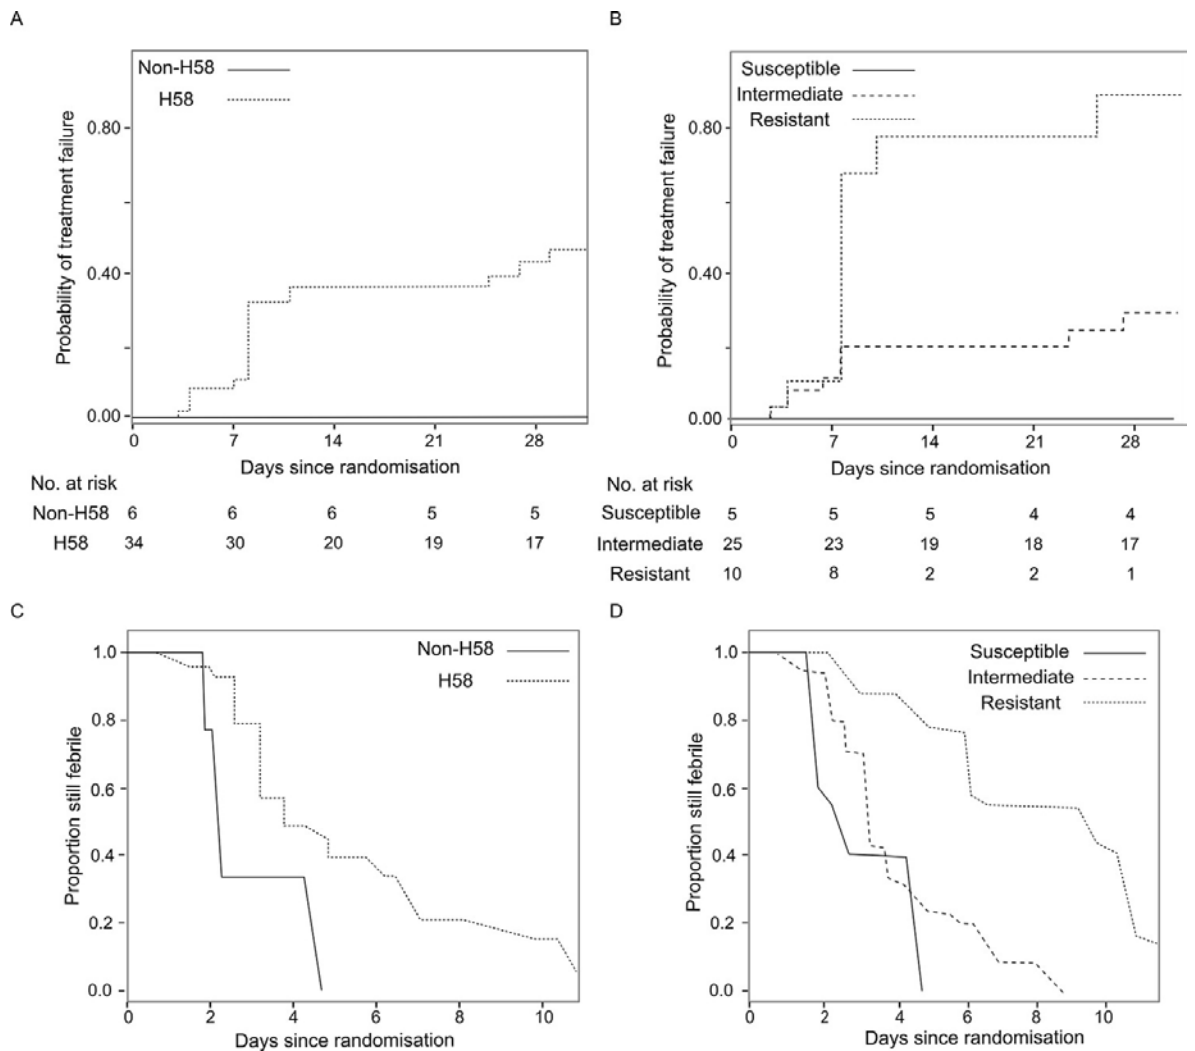 A
Non-H58
H58
Probability of treatment failure
0.80
0.40
0.00
0 7 14 21 28
Days since randomisation
No. at risk
Non-H58 6 6 6 5 5
H58 34 30 20 19 17
B
Susceptible
Intermediate
Resistant
Probability of treatment failure
0.80
0.40
0.00
0 7 14 21 28
Days since randomisation
No. at risk
Susceptible 5 5 5 4 4
Intermediate 25 23 19 18 17
Resistant 10 8 2 2 1
C
Non-H58
H58
Proportion still febrile
1.0
0.8
0.6
0.4
0.2
0.0
0 2 4 6 8 10
Days since randomisation
D
Susceptible
Intermediate
Resistant
Proportion still febrile
1.0
0.8
0.6
0.4
0.2
0.0
0 2 4 6 8 10
Days since randomisation